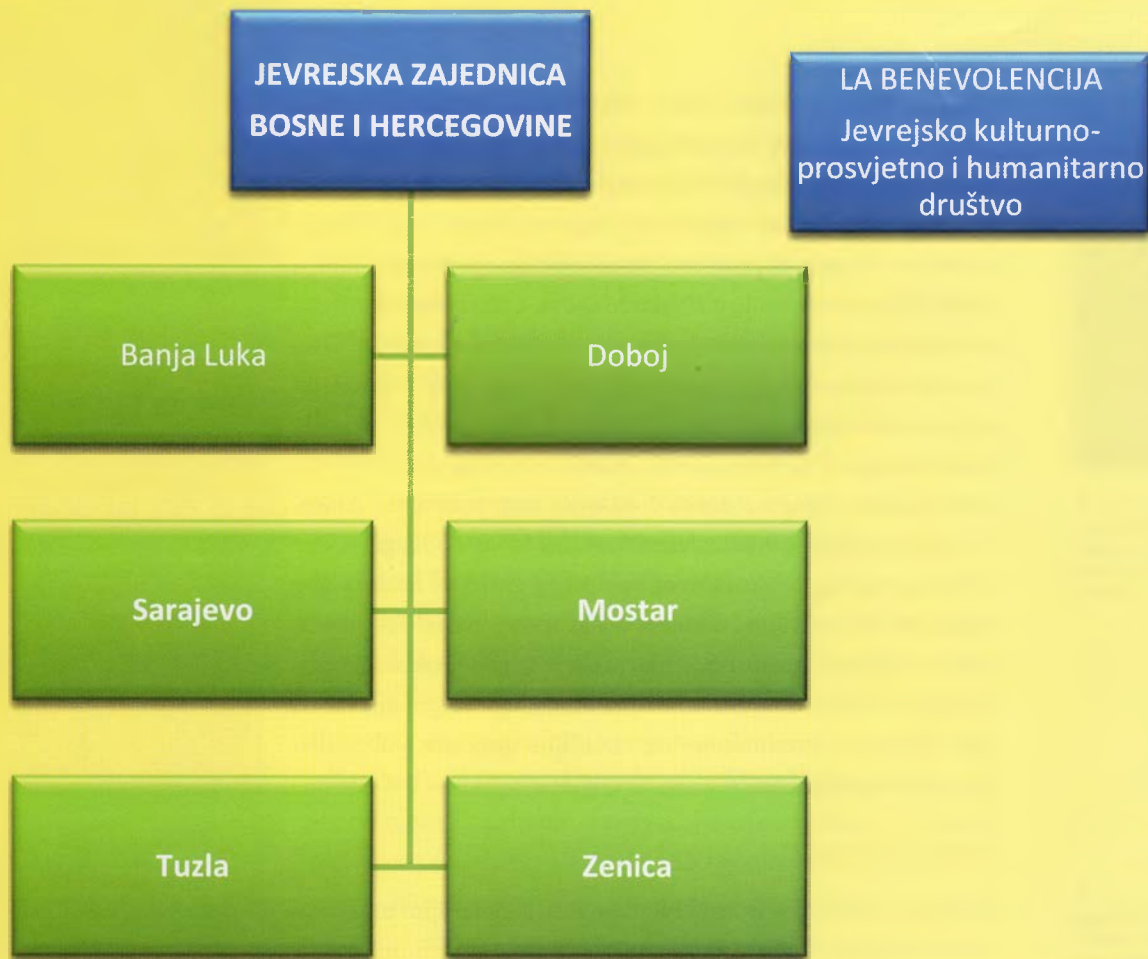 JEVREJSKA ZAJEDNICA
BOSNE I HERCEGOVINE
LA BENEVOLENCIJA
Jevrejsko kulturno-
prosvjetno i humanitarno
društvo
Banja Luka
Doboj
Sarajevo
Mostar
Tuzla
Zenica